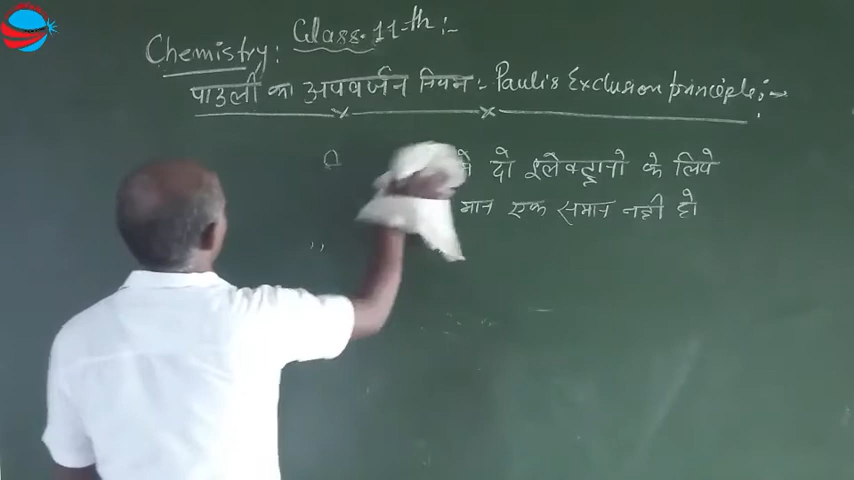 Chemistry: Class. 11-th :-
पाउली का अपवर्जन नियम :- Pauli's Exclusion principle :→
दो इलेक्ट्रानो के लिये
मान एक समान नही हो